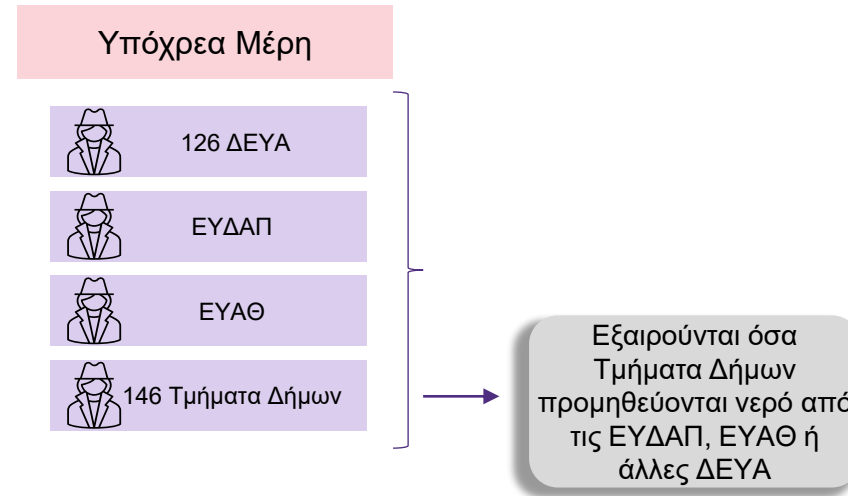 Υπόχρεα Μέρη
126 ΔΕΥΑ
ΕΥΔΑΠ
ΕΥΑΘ
146 Τμήματα Δήμων
Εξαιρούνται όσα
Τμήματα Δήμων
προμηθεύονται νερό από
τις ΕΥΔΑΠ, ΕΥΑΘ ή
άλλες ΔΕΥΑ